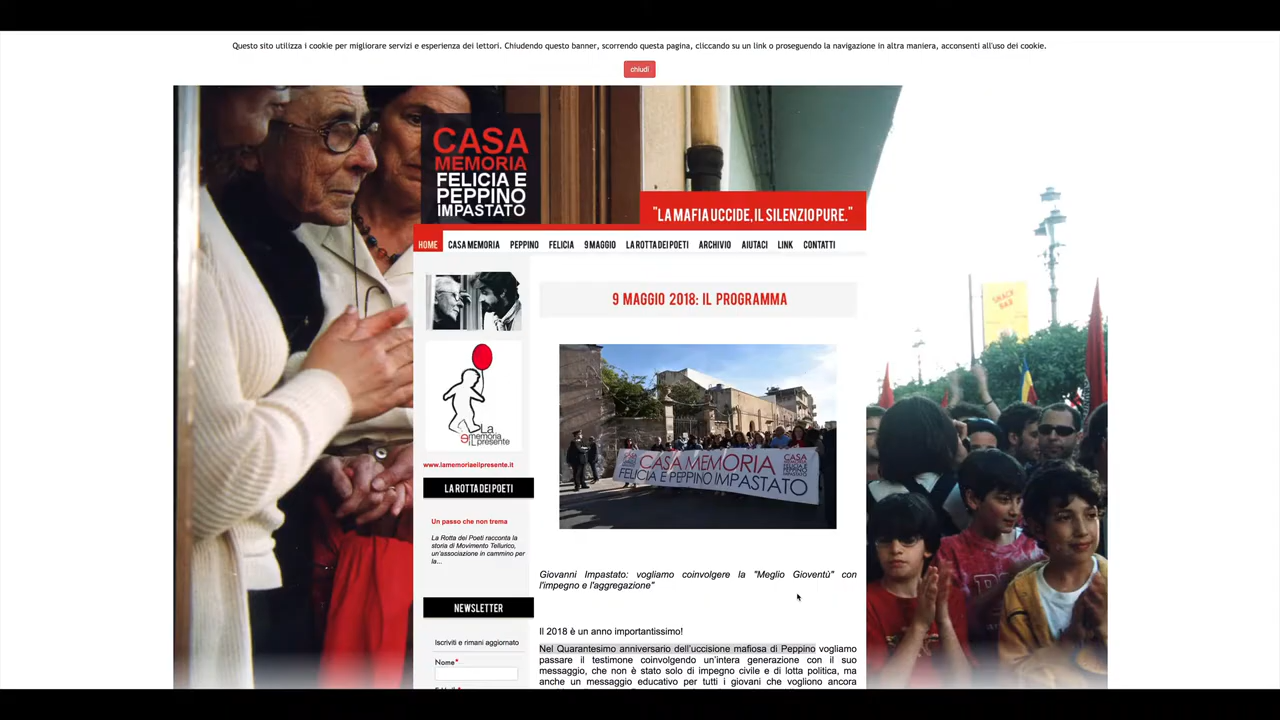 Questo sito utilizza i cookie per migliorare servizi e esperienza dei lettori. Chiudendo questo banner, scorrendo questa pagina, cliccando su un link o proseguendo la navigazione in altra maniera, acconsenti all'uso dei cookie.
chiudi
CASA
MEMORIA
FELICIA E
PEPPINO
IMPASTATO
"LA MAFIA UCCIDE, IL SILENZIO PURE."
HOME CASA MEMORIA PEPPINO FELICIA 9 MAGGIO LA ROTTA DEI POETI ARCHIVIO AIUTACI LINK CONTATTI
SNACK
BAR
9 MAGGIO 2018: IL PROGRAMMA
La
memoria
e il presente
www.lamemoriaeilpresente.it
LA ROTTA DEI POETI
Un passo che non trema
La Rotta dei Poeti racconta la
storia di Movimento Tellurico,
un'associazione in cammino per
la...
NEWSLETTER
Iscriviti e rimani aggiornato
Nome*
CASA MEMORIA
FELICIA E PEPPINO IMPASTATO
Giovanni Impastato: vogliamo coinvolgere la "Meglio Gioventù" con
l'impegno e l'aggregazione"
Il 2018 è un anno importantissimo!
Nel Quarantesimo anniversario dell'uccisione mafiosa di Peppino vogliamo
passare il testimone coinvolgendo un'intera generazione con il suo
messaggio, che non è stato solo di impegno civile e di lotta politica, ma
anche un messaggio educativo per tutti i giovani che vogliono ancora